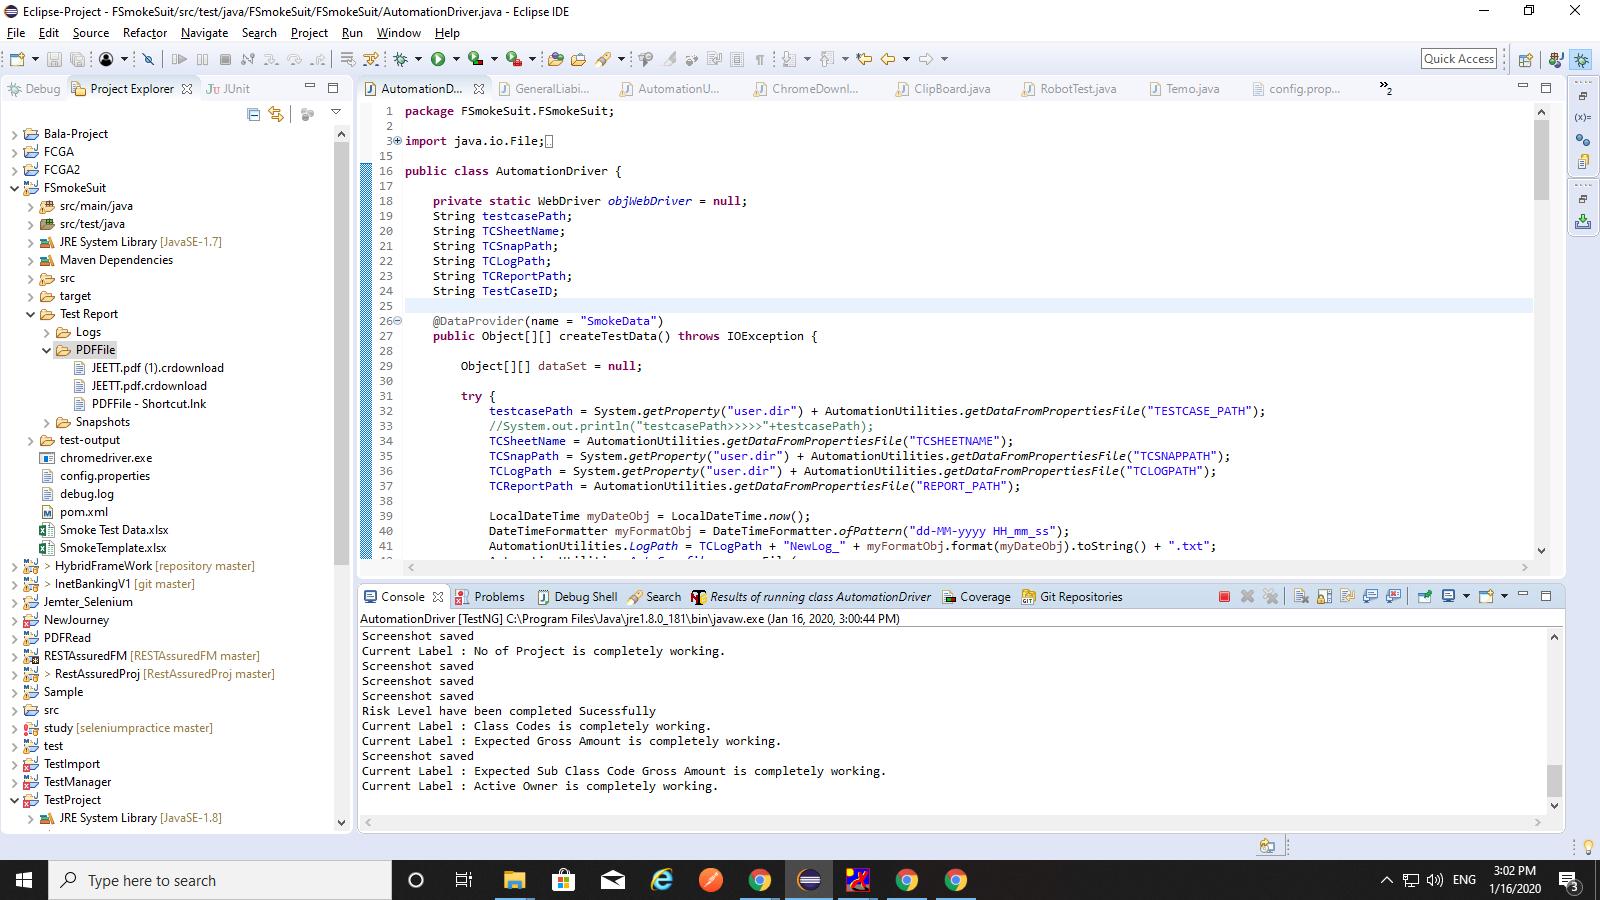 Eclipse-Project - FSmokeSuit/src/test/java/FSmokeSuit/FSmokeSuit/AutomationDriver.java - Eclipse IDE
File Edit Source Refactor Navigate Search Project Run Window Help
Quick Access
Debug Project Explorer JUnit
Bala-Project
FCGA
FCGA2
FSmokeSuit
src/main/java
src/test/java
JRE System Library [JavaSE-1.7]
Maven Dependencies
src
target
Test Report
Logs
PDFFile
JEETT.pdf (1).crdownload
JEETT.pdf.crdownload
PDFFile - Shortcut.lnk
Snapshots
test-output
chromedriver.exe
config.properties
debug.log
pom.xml
Smoke Test Data.xlsx
SmokeTemplate.xlsx
> HybridFrameWork [repository master]
> InetBankingV1 [git master]
Jemter_Selenium
NewJourney
PDFRead
RESTAssuredFM [RESTAssuredFM master]
> RestAssuredProj [RestAssuredProj master]
Sample
src
study [seleniumpractice master]
test
TestImport
TestManager
TestProject
JRE System Library [JavaSE-1.8]
AutomationD... GeneralLiabi... AutomationU... ChromeDownl... ClipBoard.java RobotTest.java Temo.java config.prop... »2
1 package FSmokeSuit.FSmokeSuit;
2
3 import java.io.File;
15
16 public class AutomationDriver {
17
18 private static WebDriver objWebDriver = null;
19 String testcasePath;
20 String TCSheetName;
21 String TCSnapPath;
22 String TCLogPath;
23 String TCReportPath;
24 String TestCaseID;
25
26 @DataProvider(name = "SmokeData")
27 public Object[][] createTestData() throws IOException {
28
29 Object[][] dataSet = null;
30
31 try {
32 testcasePath = System.getProperty("user.dir") + AutomationUtilities.getDataFromPropertiesFile("TESTCASE_PATH");
33 //System.out.println("testcasePath>>>>>"+testcasePath);
34 TCSheetName = AutomationUtilities.getDataFromPropertiesFile("TCSHEETNAME");
35 TCSnapPath = System.getProperty("user.dir") + AutomationUtilities.getDataFromPropertiesFile("TCSNAPPATH");
36 TCLogPath = System.getProperty("user.dir") + AutomationUtilities.getDataFromPropertiesFile("TCLOGPATH");
37 TCReportPath = AutomationUtilities.getDataFromPropertiesFile("REPORT_PATH");
38
39 LocalDateTime myDateObj = LocalDateTime.now();
40 DateTimeFormatter myFormatObj = DateTimeFormatter.ofPattern("dd-MM-yyyy HH_mm_ss");
41 AutomationUtilities.LogPath = TCLogPath + "NewLog_" + myFormatObj.format(myDateObj).toString() + ".txt";
Console Problems Debug Shell Search Results of running class AutomationDriver Coverage Git Repositories
AutomationDriver [TestNG] C:\Program Files\Java\jre1.8.0_181\bin\javaw.exe (Jan 16, 2020, 3:00:44 PM)
Screenshot saved
Current Label : No of Project is completely working.
Screenshot saved
Screenshot saved
Screenshot saved
Risk Level have been completed Sucessfully
Current Label : Class Codes is completely working.
Current Label : Expected Gross Amount is completely working.
Screenshot saved
Current Label : Expected Sub Class Code Gross Amount is completely working.
Current Label : Active Owner is completely working.
Type here to search
ENG
3:02 PM
1/16/2020
3